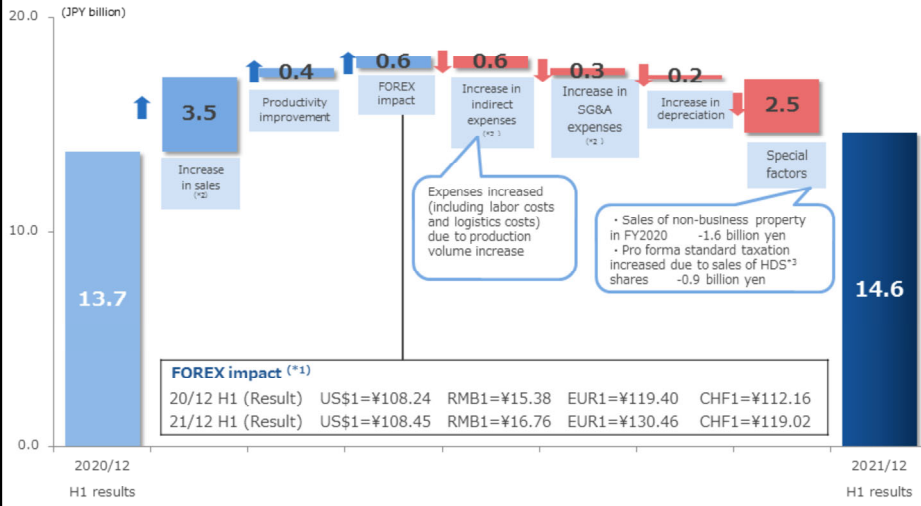 (JPY billion)
20.0
10.0
0.0
13.7
3.5
0.4
0.6
0.6
0.3
0.2
2.5
14.6
Increase
in sales
(*2)
Productivity
improvement
FOREX
impact
Increase in
indirect
expenses
Increase in
SG&A
expenses
(*2 )
Increase in
depreciation
Special
factors
Expenses increased
(including labor costs
and logistics costs)
due to production
volume increase
・Sales of non-business property
in FY2020 -1.6 billion yen
・Pro forma standard taxation
increased due to sales of HDS*3
shares -0.9 billion yen
FOREX impact (*1)
20/12 H1 (Result) US$1=¥108.24 RMB1=¥15.38 EUR1=¥119.40 CHF1=¥112.16
21/12 H1 (Result) US$1=¥108.45 RMB1=¥16.76 EUR1=¥130.46 CHF1=¥119.02
2020/12
H1 results
2021/12
H1 results